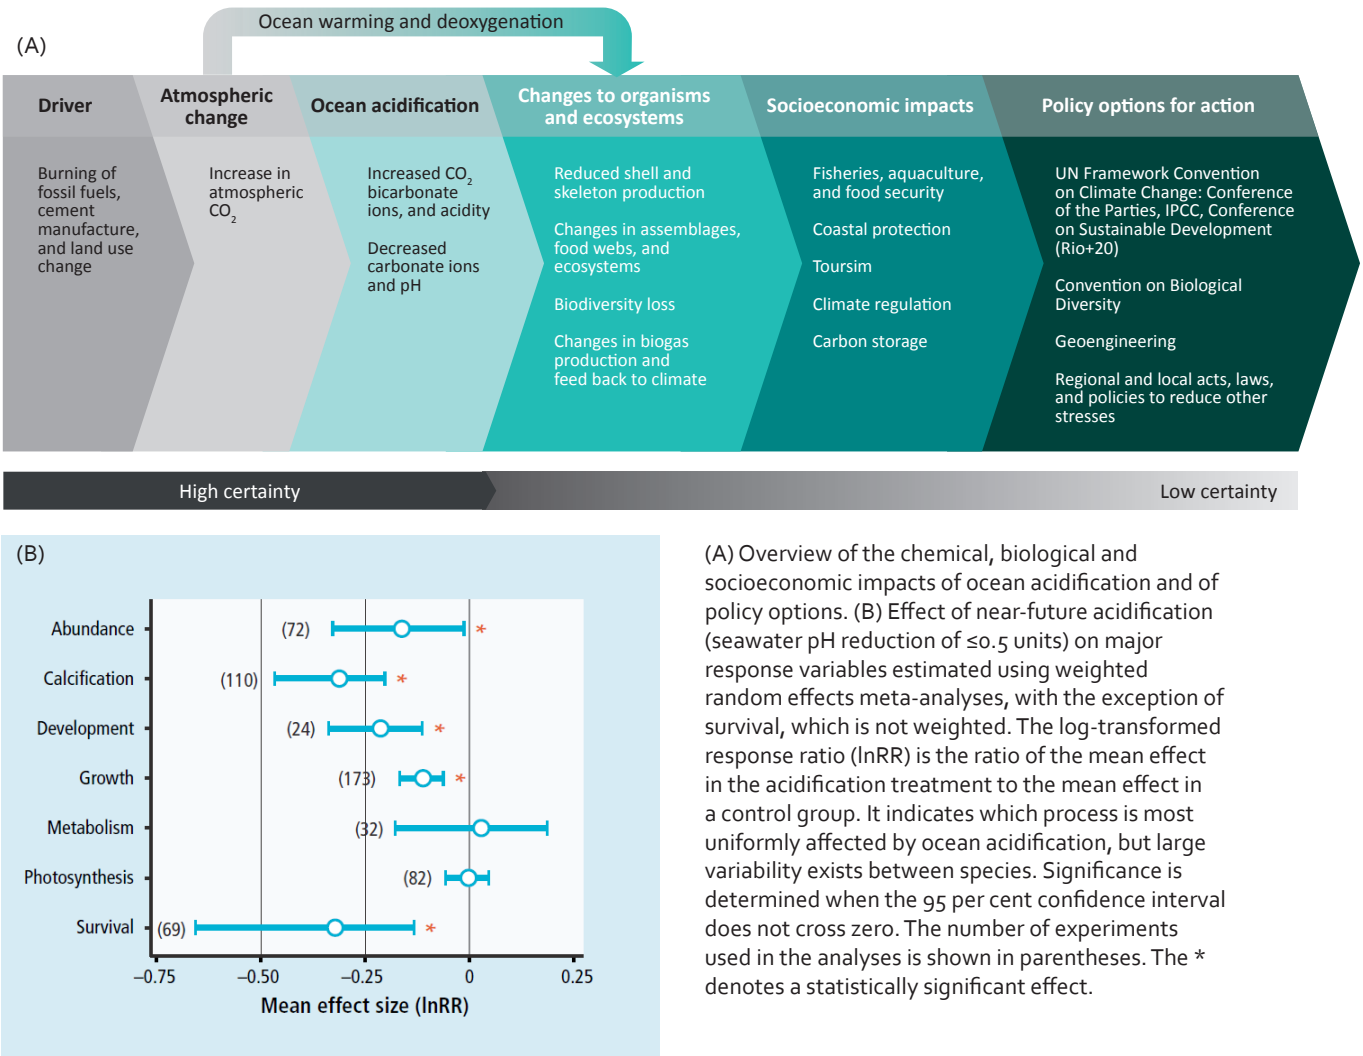 Ocean warming and deoxygenation
(A)
Driver
Burning of
fossil fuels,
cement
manufacture,
and land use
change
Atmospheric
change
Increase in
atmospheric
CO2
Ocean acidification
Increased CO2
bicarbonate
ions, and acidity
Decreased
carbonate ions
and pH
Changes to organisms
and ecosystems
Reduced shell and
skeleton production
Changes in assemblages,
food webs, and
ecosystems
Biodiversity loss
Changes in biogas
production and
feed back to climate
Socioeconomic impacts
Fisheries, aquaculture,
and food security
Coastal protection
Toursim
Climate regulation
Carbon storage
Policy options for action
UN Framework Convention
on Climate Change: Conference
of the Parties, IPCC, Conference
on Sustainable Development
(Rio+20)
Convention on Biological
Diversity
Geoengineering
Regional and local acts, laws,
and policies to reduce other
stresses
High certainty
Low certainty
(B)
Abundance (72) *
Calcification (110) *
Development (24) *
Growth (173) *
Metabolism (32)
Photosynthesis (82)
Survival (69) *
−0.75 −0.50 −0.25 0 0.25
Mean effect size (lnRR)
(A) Overview of the chemical, biological and
socioeconomic impacts of ocean acidification and of
policy options. (B) Effect of near-future acidification
(seawater pH reduction of ≤0.5 units) on major
response variables estimated using weighted
random effects meta-analyses, with the exception of
survival, which is not weighted. The log-transformed
response ratio (lnRR) is the ratio of the mean effect
in the acidification treatment to the mean effect in
a control group. It indicates which process is most
uniformly affected by ocean acidification, but large
variability exists between species. Significance is
determined when the 95 per cent confidence interval
does not cross zero. The number of experiments
used in the analyses is shown in parentheses. The *
denotes a statistically significant effect.